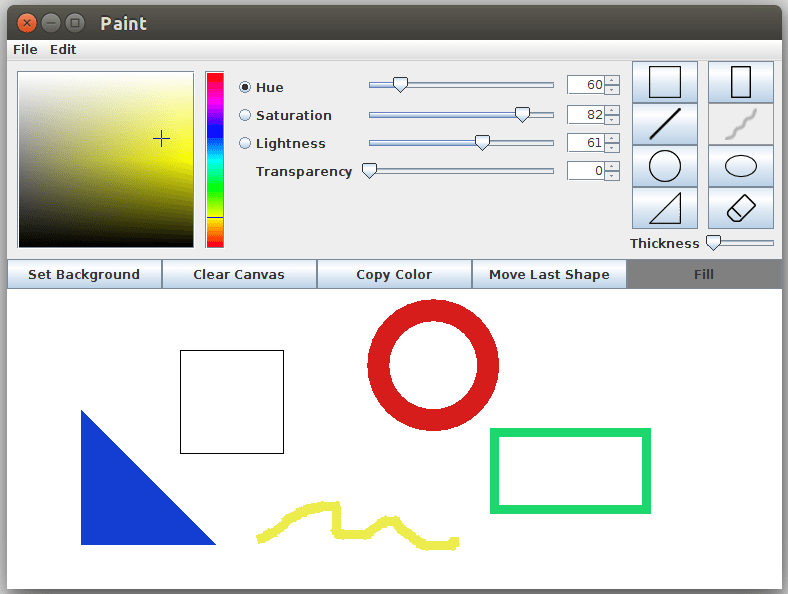 Paint
File Edit
Hue 60
Saturation 82
Lightness 61
Transparency 0
Thickness
Set Background Clear Canvas Copy Color Move Last Shape Fill